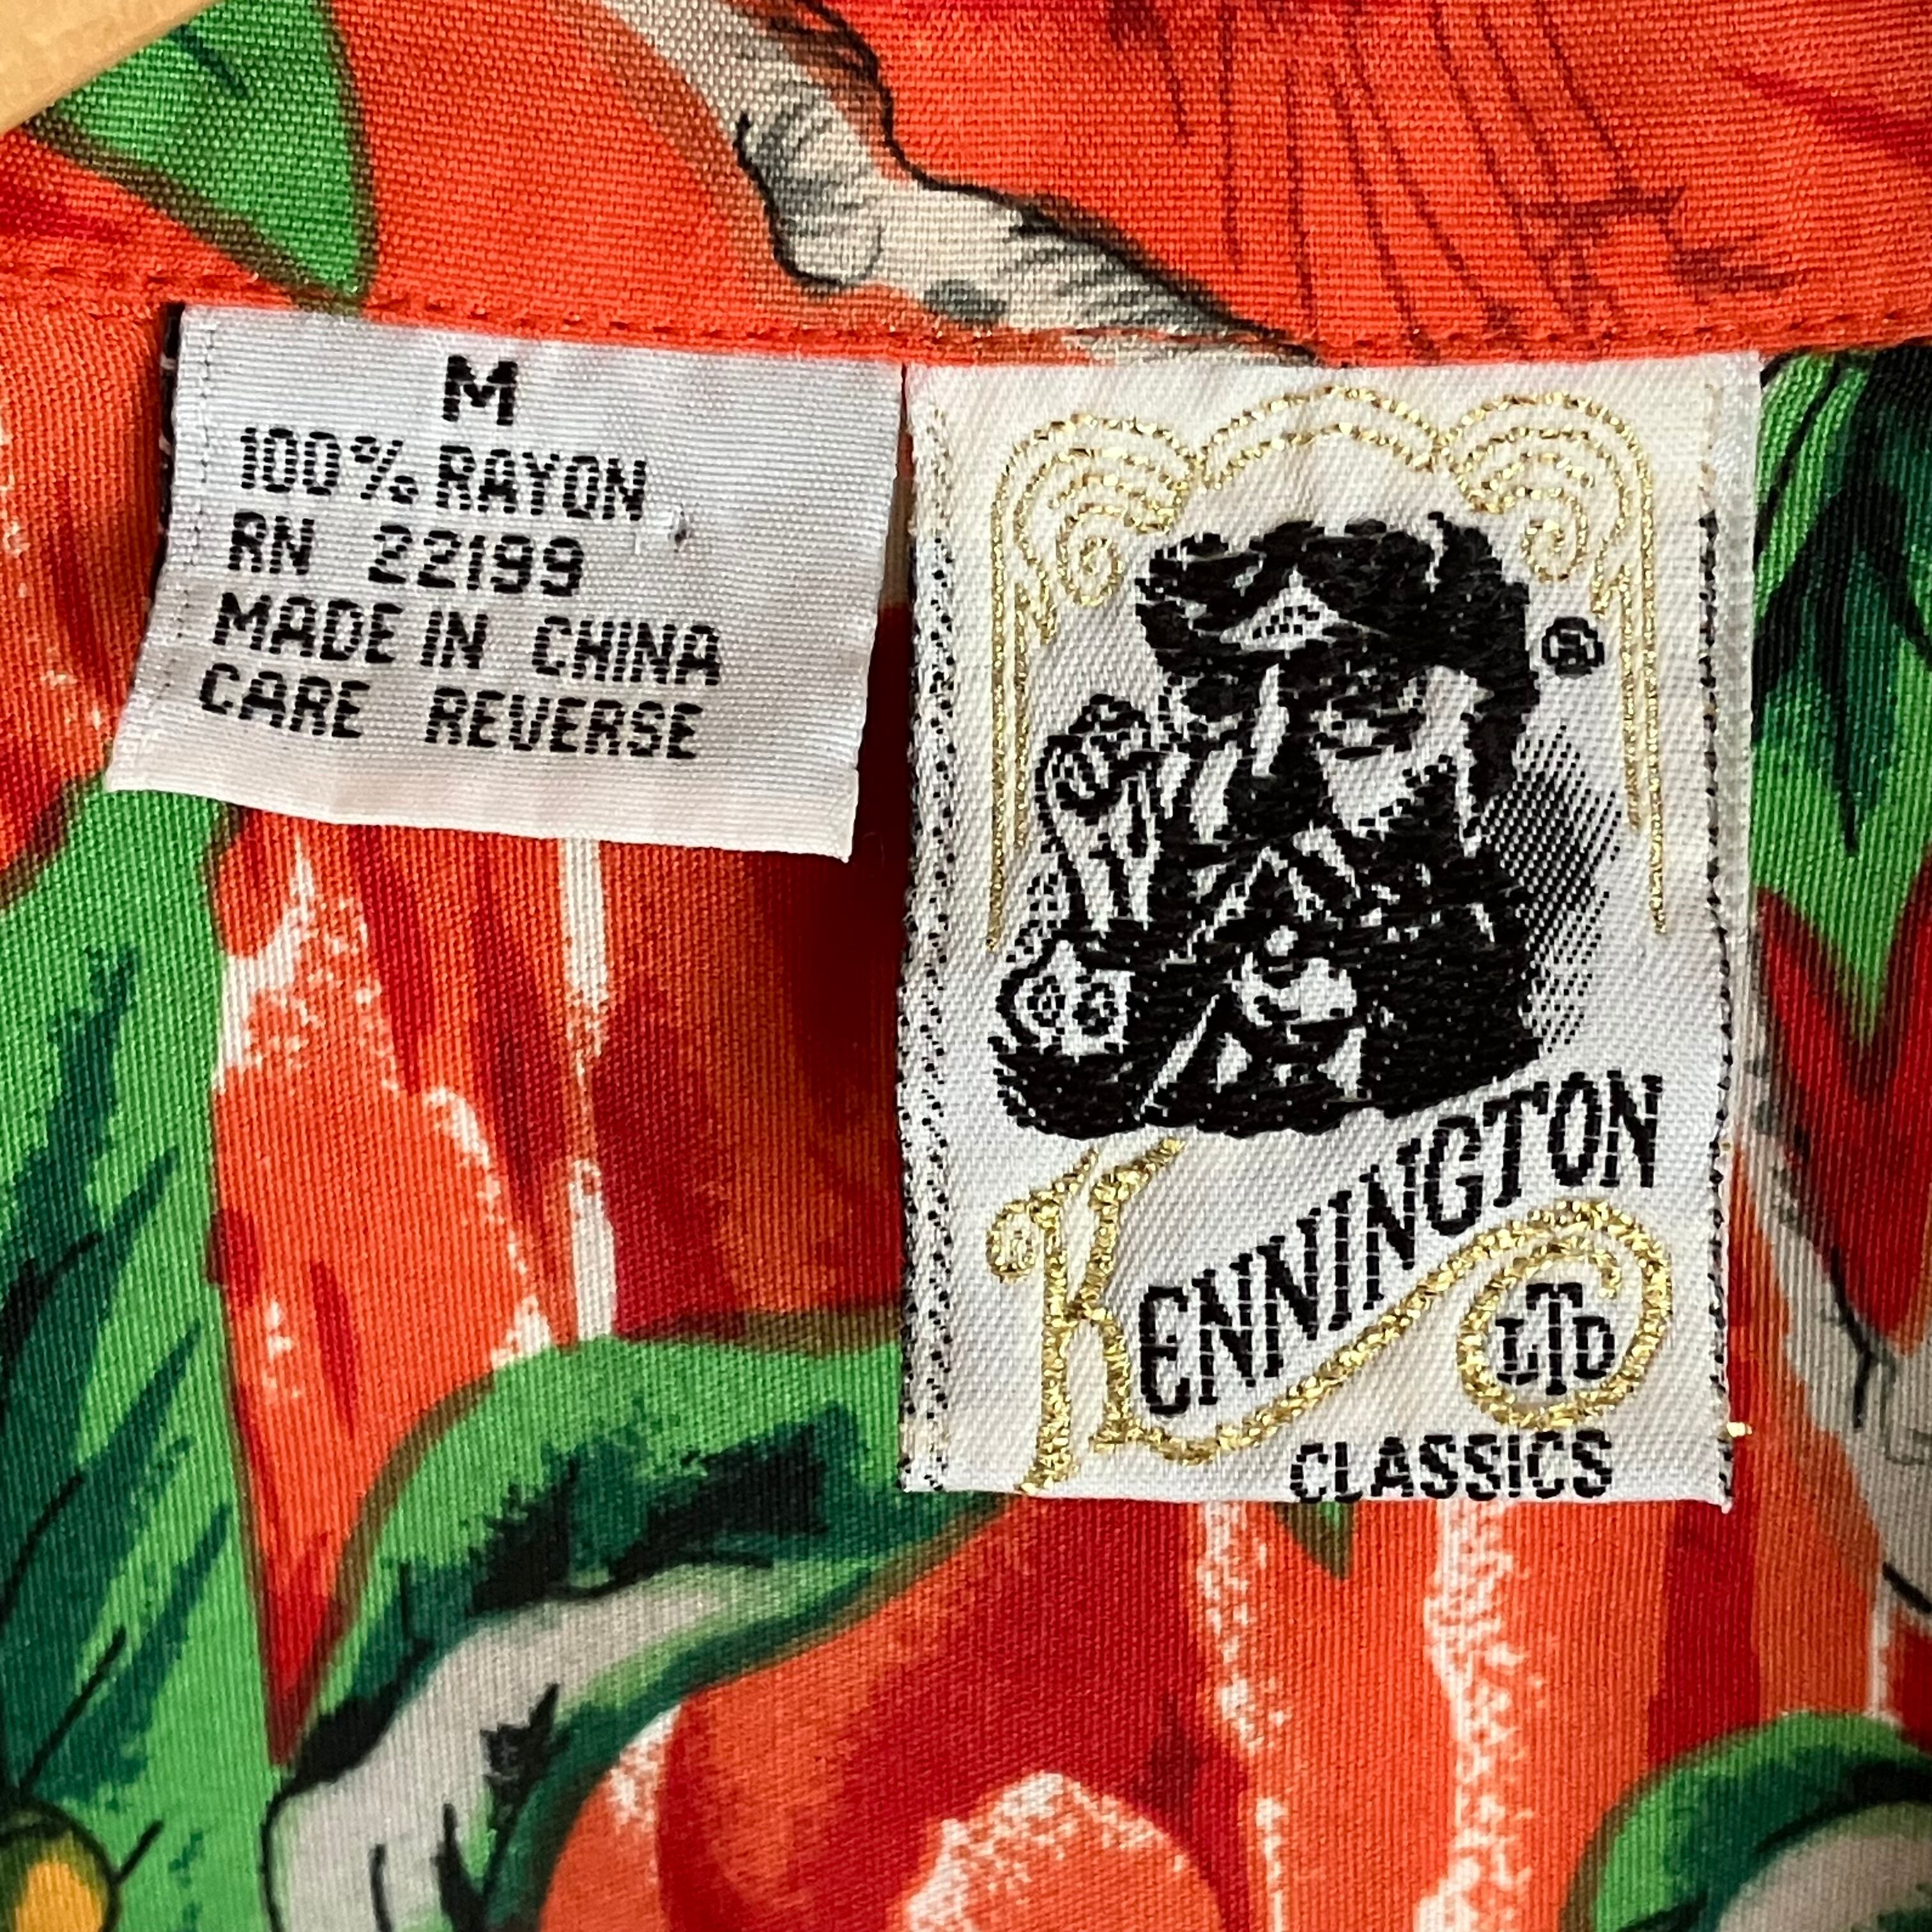 M
100% RAYON
RN 22199
MADE IN CHINA
CARE REVERSE
®
KENNINGTON
LTD
CLASSICS